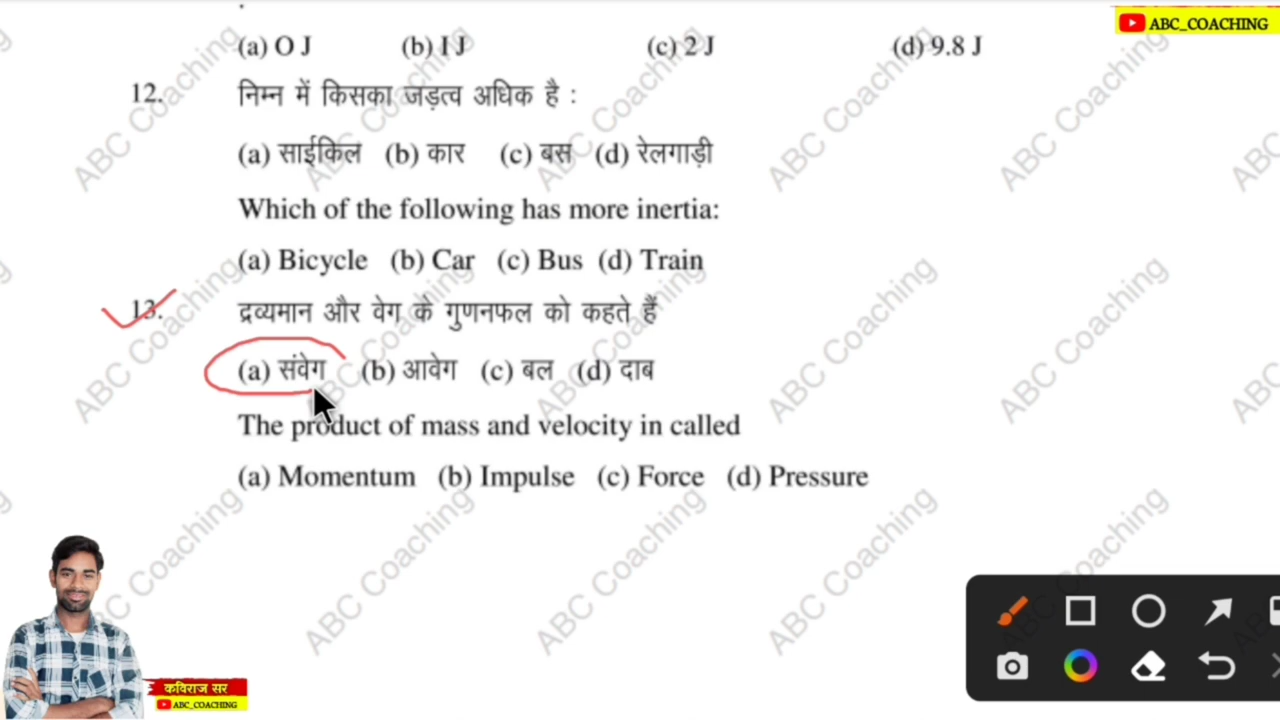 ABC_COACHING
(a) O J (b) I J (c) 2 J (d) 9.8 J
12. निम्न में किसका जड़त्व अधिक है :
(a) साईकिल (b) कार (c) बस (d) रेलगाड़ी
Which of the following has more inertia:
(a) Bicycle (b) Car (c) Bus (d) Train
13. द्रव्यमान और वेग के गुणनफल को कहते हैं
(a) संवेग (b) आवेग (c) बल (d) दाब
The product of mass and velocity in called
(a) Momentum (b) Impulse (c) Force (d) Pressure
ABC Coaching
कविराज सर
ABC_COACHING